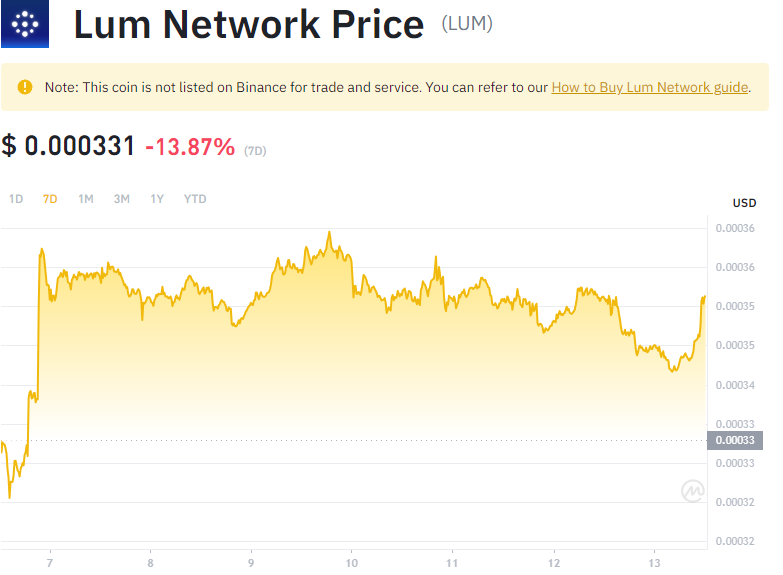 Lum Network Price (LUM)
Note: This coin is not listed on Binance for trade and service. You can refer to our How to Buy Lum Network guide.
$ 0.000331 -13.87% (7D)
1D 7D 1M 3M 1Y YTD
USD
0.00036
0.00036
0.00035
0.00035
0.00034
0.00033
0.00033
0.00033
0.00032
0.00032
7 8 9 10 11 12 13